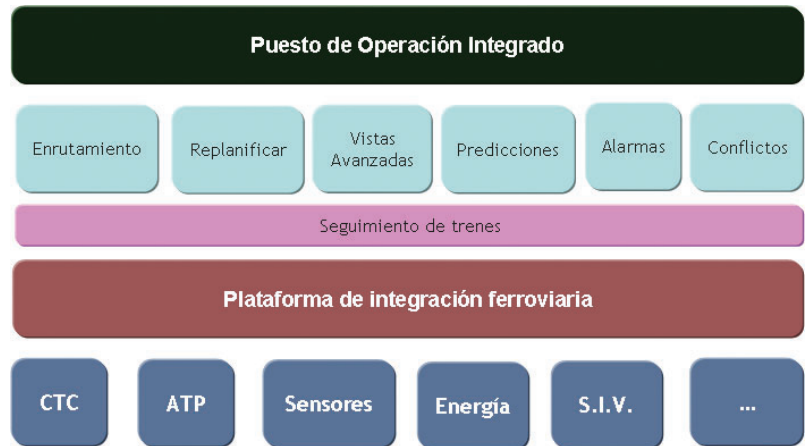 Puesto de Operación Integrado
Enrutamiento
Replanificar
Vistas
Avanzadas
Predicciones
Alarmas
Conflictos
Seguimiento de trenes
Plataforma de integración ferroviaria
CTC
ATP
Sensores
Energía
S.I.V.
...